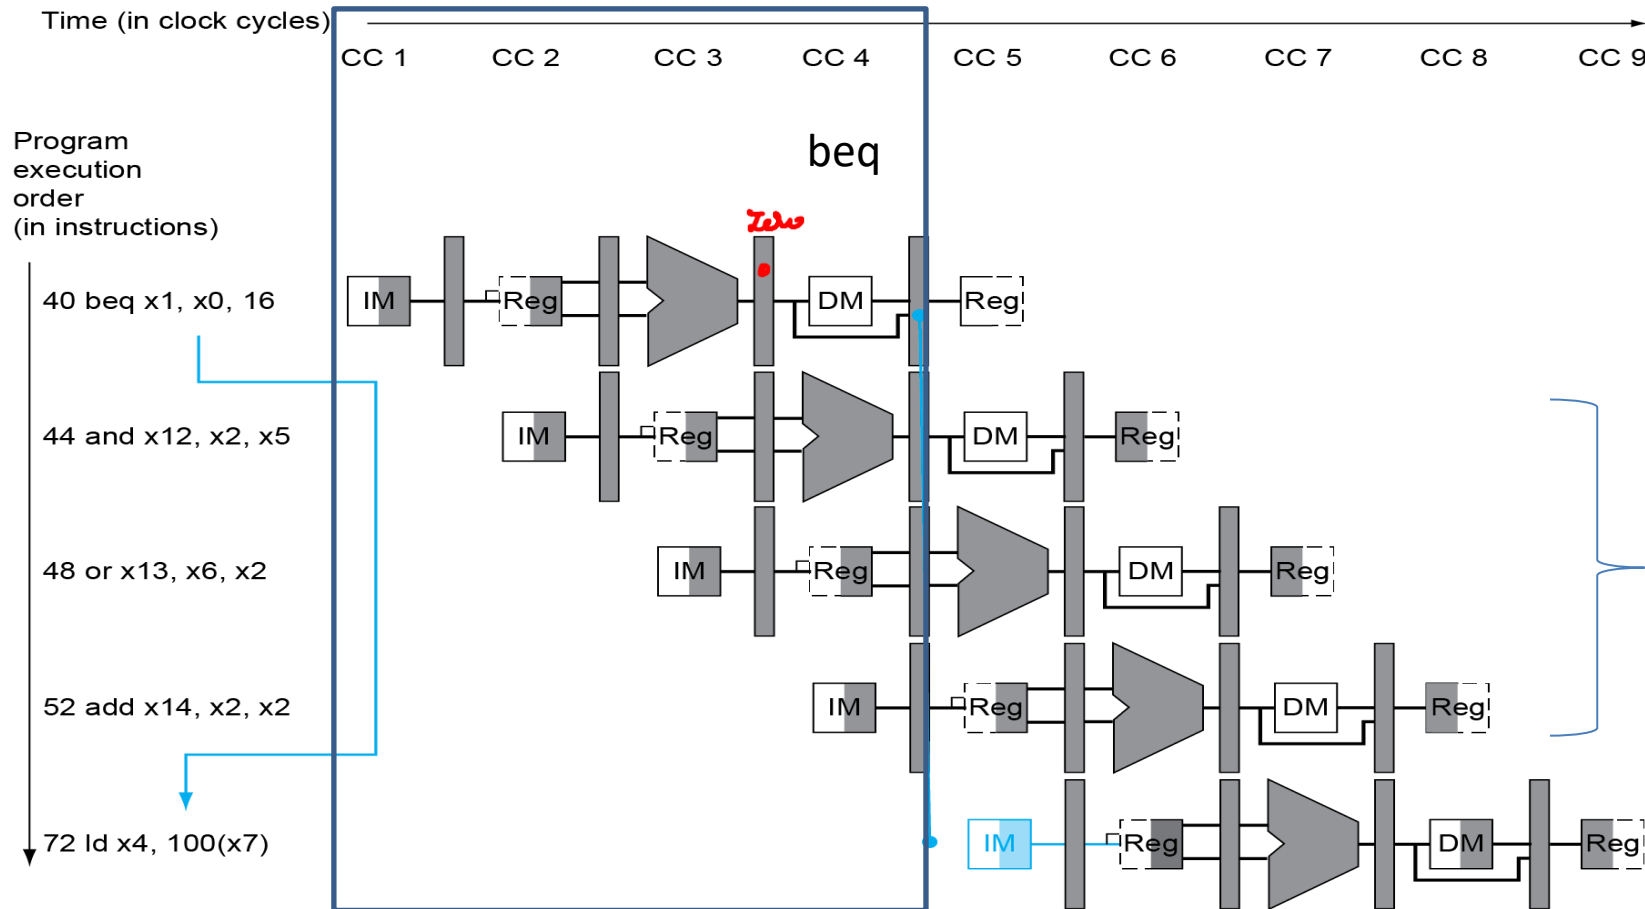 Time (in clock cycles)
CC 1 CC 2 CC 3 CC 4 CC 5 CC 6 CC 7 CC 8 CC 9
Program
execution
order
(in instructions)
beq
Zero
40 beq x1, x0, 16
IM Reg DM Reg
44 and x12, x2, x5
IM Reg DM Reg
48 or x13, x6, x2
IM Reg DM Reg
52 add x14, x2, x2
IM Reg DM Reg
72 ld x4, 100(x7)
IM Reg DM Reg